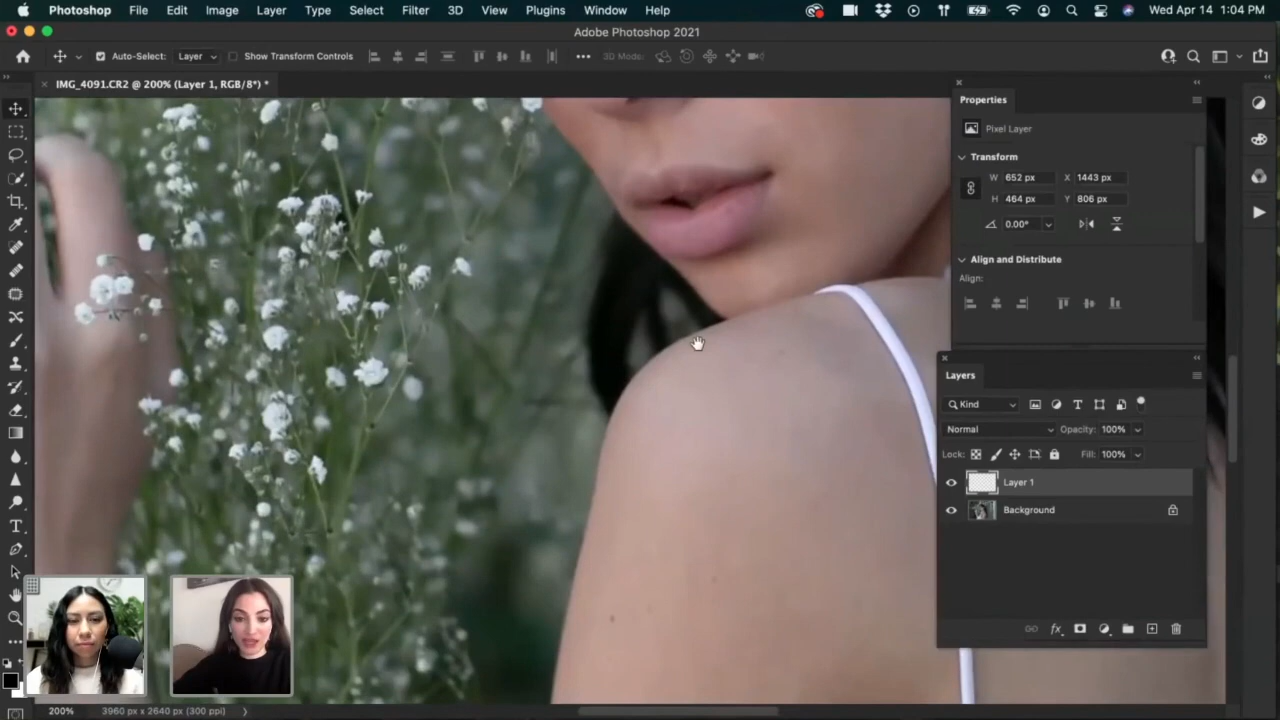 Photoshop File Edit Image Layer Type Select Filter 3D View Plugins Window Help Wed Apr 14 1:04 PM
Adobe Photoshop 2021
Auto-Select: Layer Show Transform Controls 3D Mode:
IMG_4091.CR2 @ 200% (Layer 1, RGB/8*) *
Properties
Pixel Layer
Transform
W 652 px X 1443 px
H 464 px Y 806 px
0.00°
Align and Distribute
Align:
Layers
Kind
Normal Opacity: 100%
Lock: Fill: 100%
Layer 1
Background
200% 3960 px x 2640 px (300 ppi)